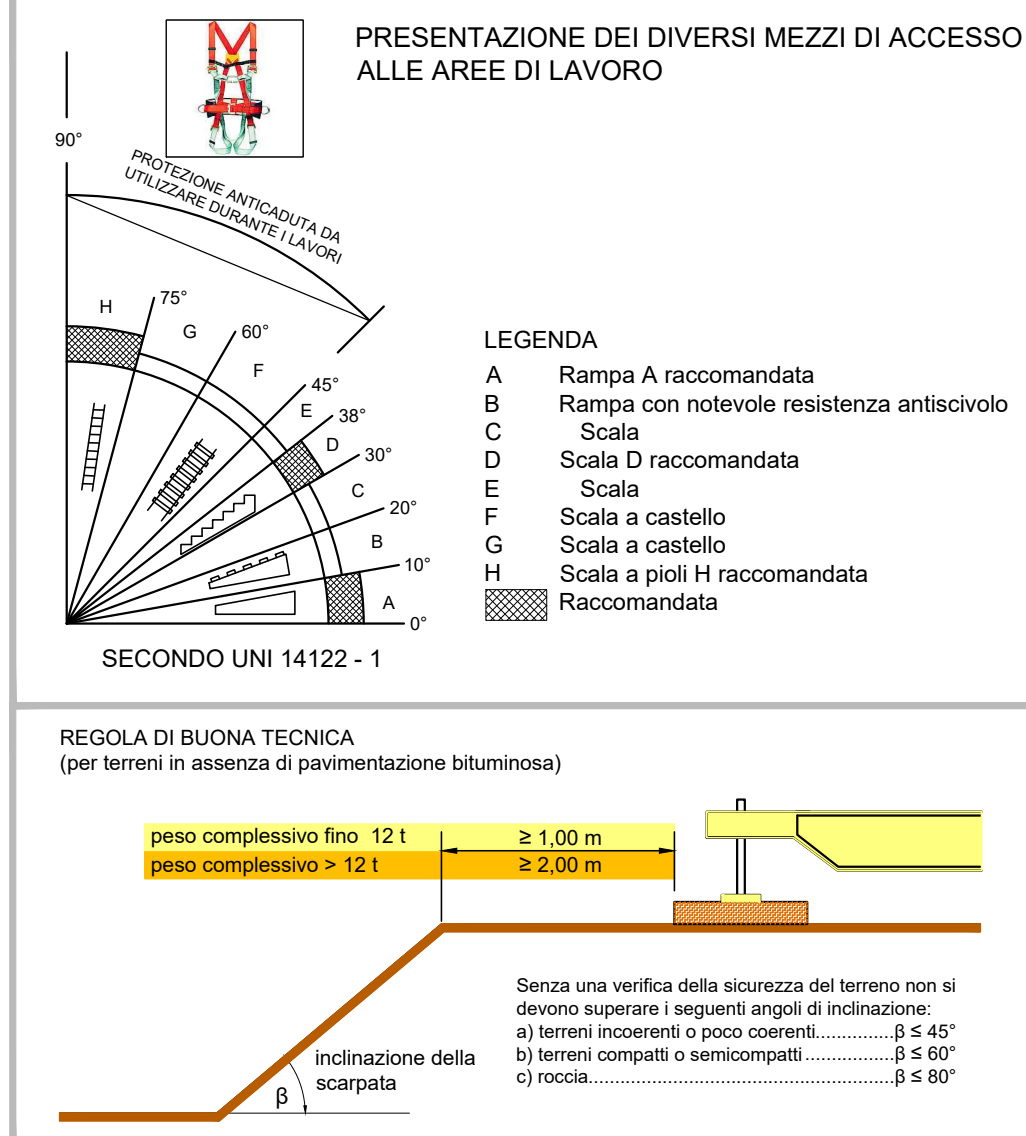 PRESENTAZIONE DEI DIVERSI MEZZI DI ACCESSO
ALLE AREE DI LAVORO
90°
PROTEZIONE ANTICADUTA DA
UTILIZZARE DURANTE I LAVORI
H
75°
G
60°
F
45°
E
38°
D
30°
C
20°
B
10°
A
0°
SECONDO UNI 14122 - 1
LEGENDA
A Rampa A raccomandata
B Rampa con notevole resistenza antiscivolo
C Scala
D Scala D raccomandata
E Scala
F Scala a castello
G Scala a castello
H Scala a pioli H raccomandata
Raccomandata
REGOLA DI BUONA TECNICA
(per terreni in assenza di pavimentazione bituminosa)
peso complessivo fino 12 t ≥ 1,00 m
peso complessivo > 12 t ≥ 2,00 m
Senza una verifica della sicurezza del terreno non si
devono superare i seguenti angoli di inclinazione:
a) terreni incoerenti o poco coerenti...............β ≤ 45°
b) terreni compatti o semicompatti.................β ≤ 60°
c) roccia..........................................................β ≤ 80°
inclinazione della
scarpata
β